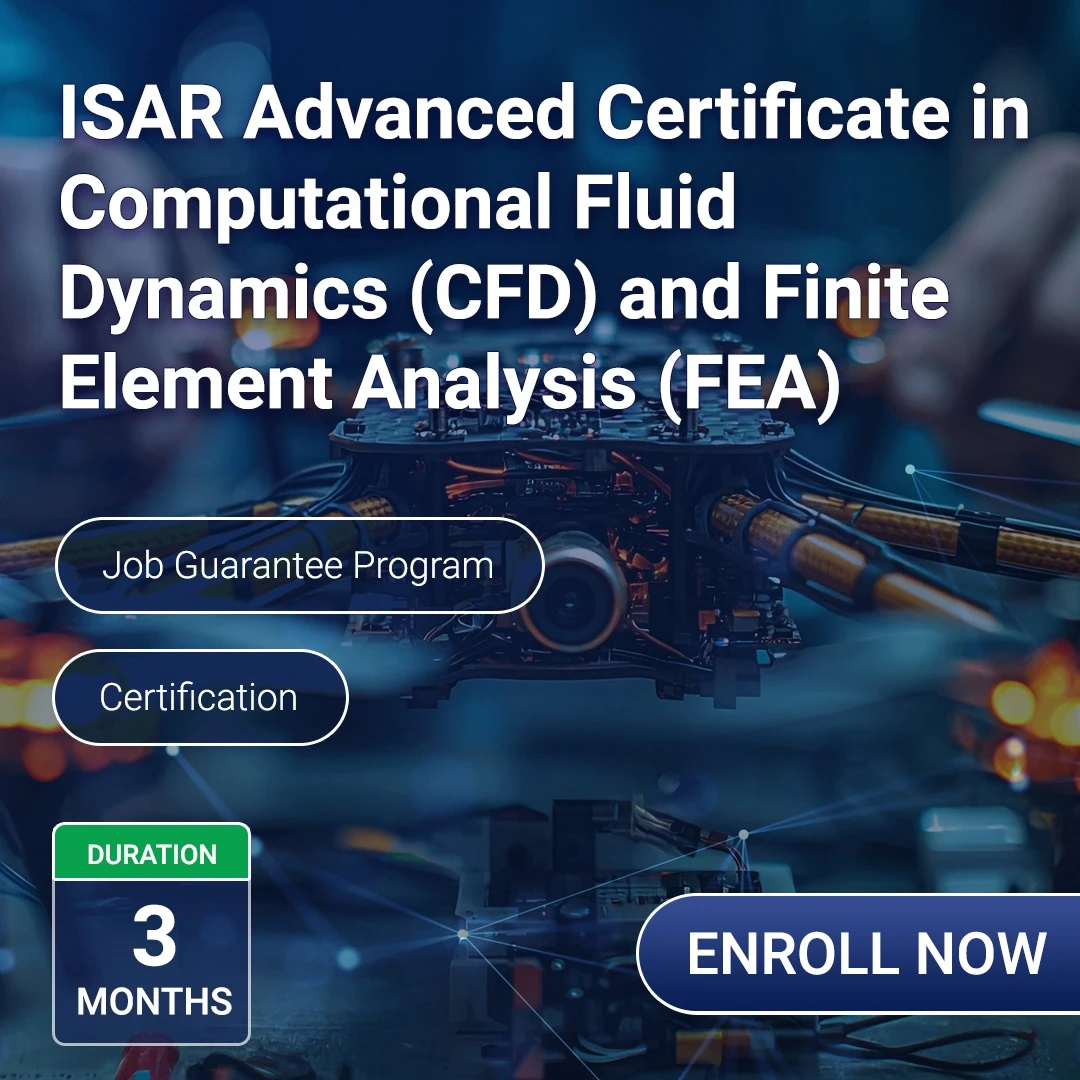 ISAR Advanced Certificate in
Computational Fluid
Dynamics (CFD) and Finite
Element Analysis (FEA)
Job Guarantee Program
Certification
DURATION
3
MONTHS
ENROLL NOW